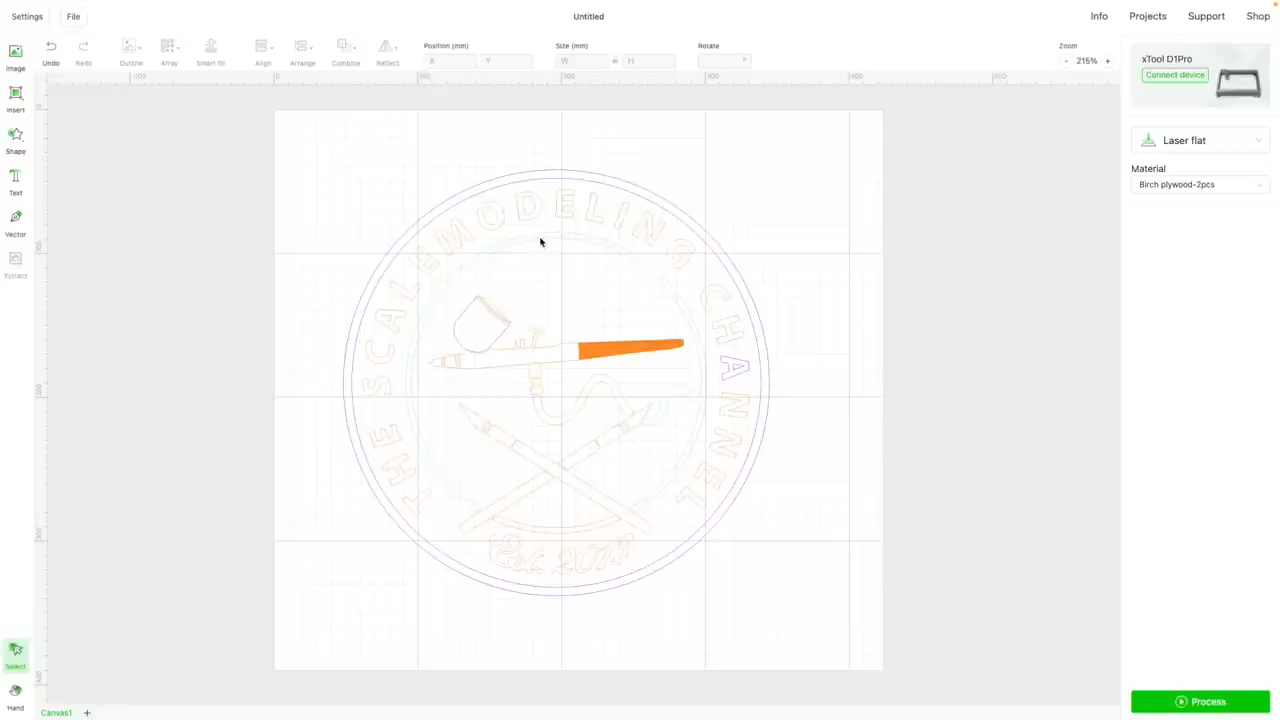 Settings File Untitled Info Projects Support Shop
Image
Insert
Shape
Text
Vector
Extract
Select
Hand
Undo Redo Outline Array Smart fill Align Arrange Combine Reflect
Position (mm) Size (mm) Rotate Zoom
X Y W H ° - 215% +
xTool D1Pro
Connect device
Laser flat
Material
Birch plywood-2pcs
THE SCALEMODELING CHANNEL
Canvas1 +
Process